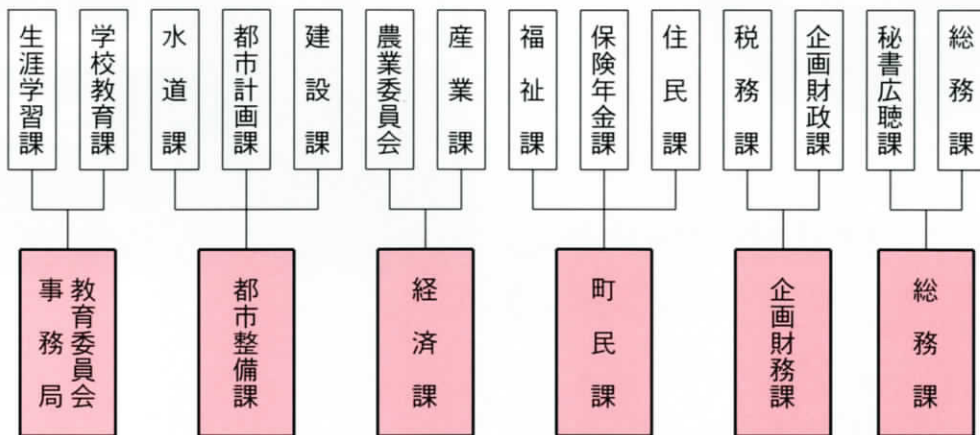 総務課
秘書広聴課
企画財政課
税務課
住民課
保険年金課
福祉課
産業課
農業委員会
建設課
都市計画課
水道課
学校教育課
生涯学習課
総務課
企画財務課
町民課
経済課
都市整備課
教育委員会
事務局